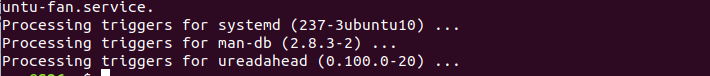 untu-fan.service.
Processing triggers for systemd (237-3ubuntu10) ...
Processing triggers for man-db (2.8.3-2) ...
Processing triggers for ureadahead (0.100.0-20) ...